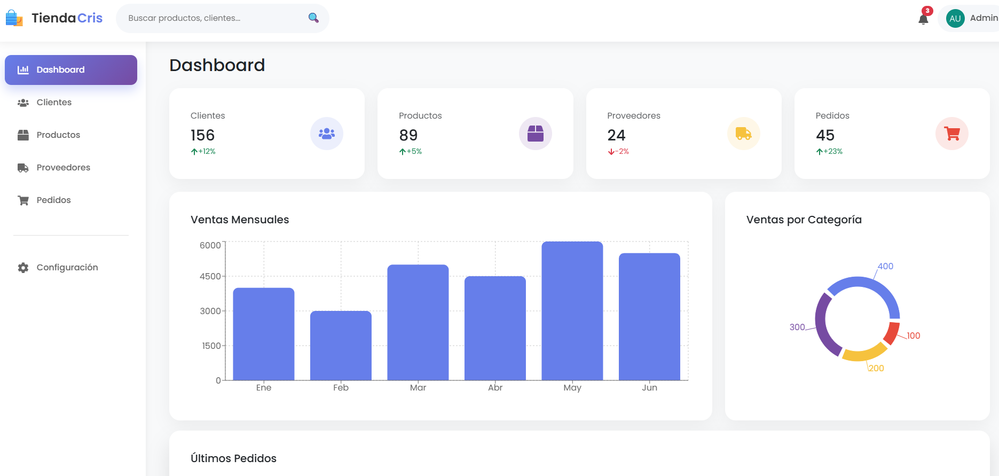 TiendaCris
Buscar productos, clientes...
3
AU
Admin
Dashboard
Clientes
Productos
Proveedores
Pedidos
Configuración
Dashboard
Clientes
156
+12%
Productos
89
+5%
Proveedores
24
-2%
Pedidos
45
+23%
Ventas Mensuales
6000
4500
3000
1500
0
Ene Feb Mar Abr May Jun
Ventas por Categoría
400
300
100
200
Últimos Pedidos